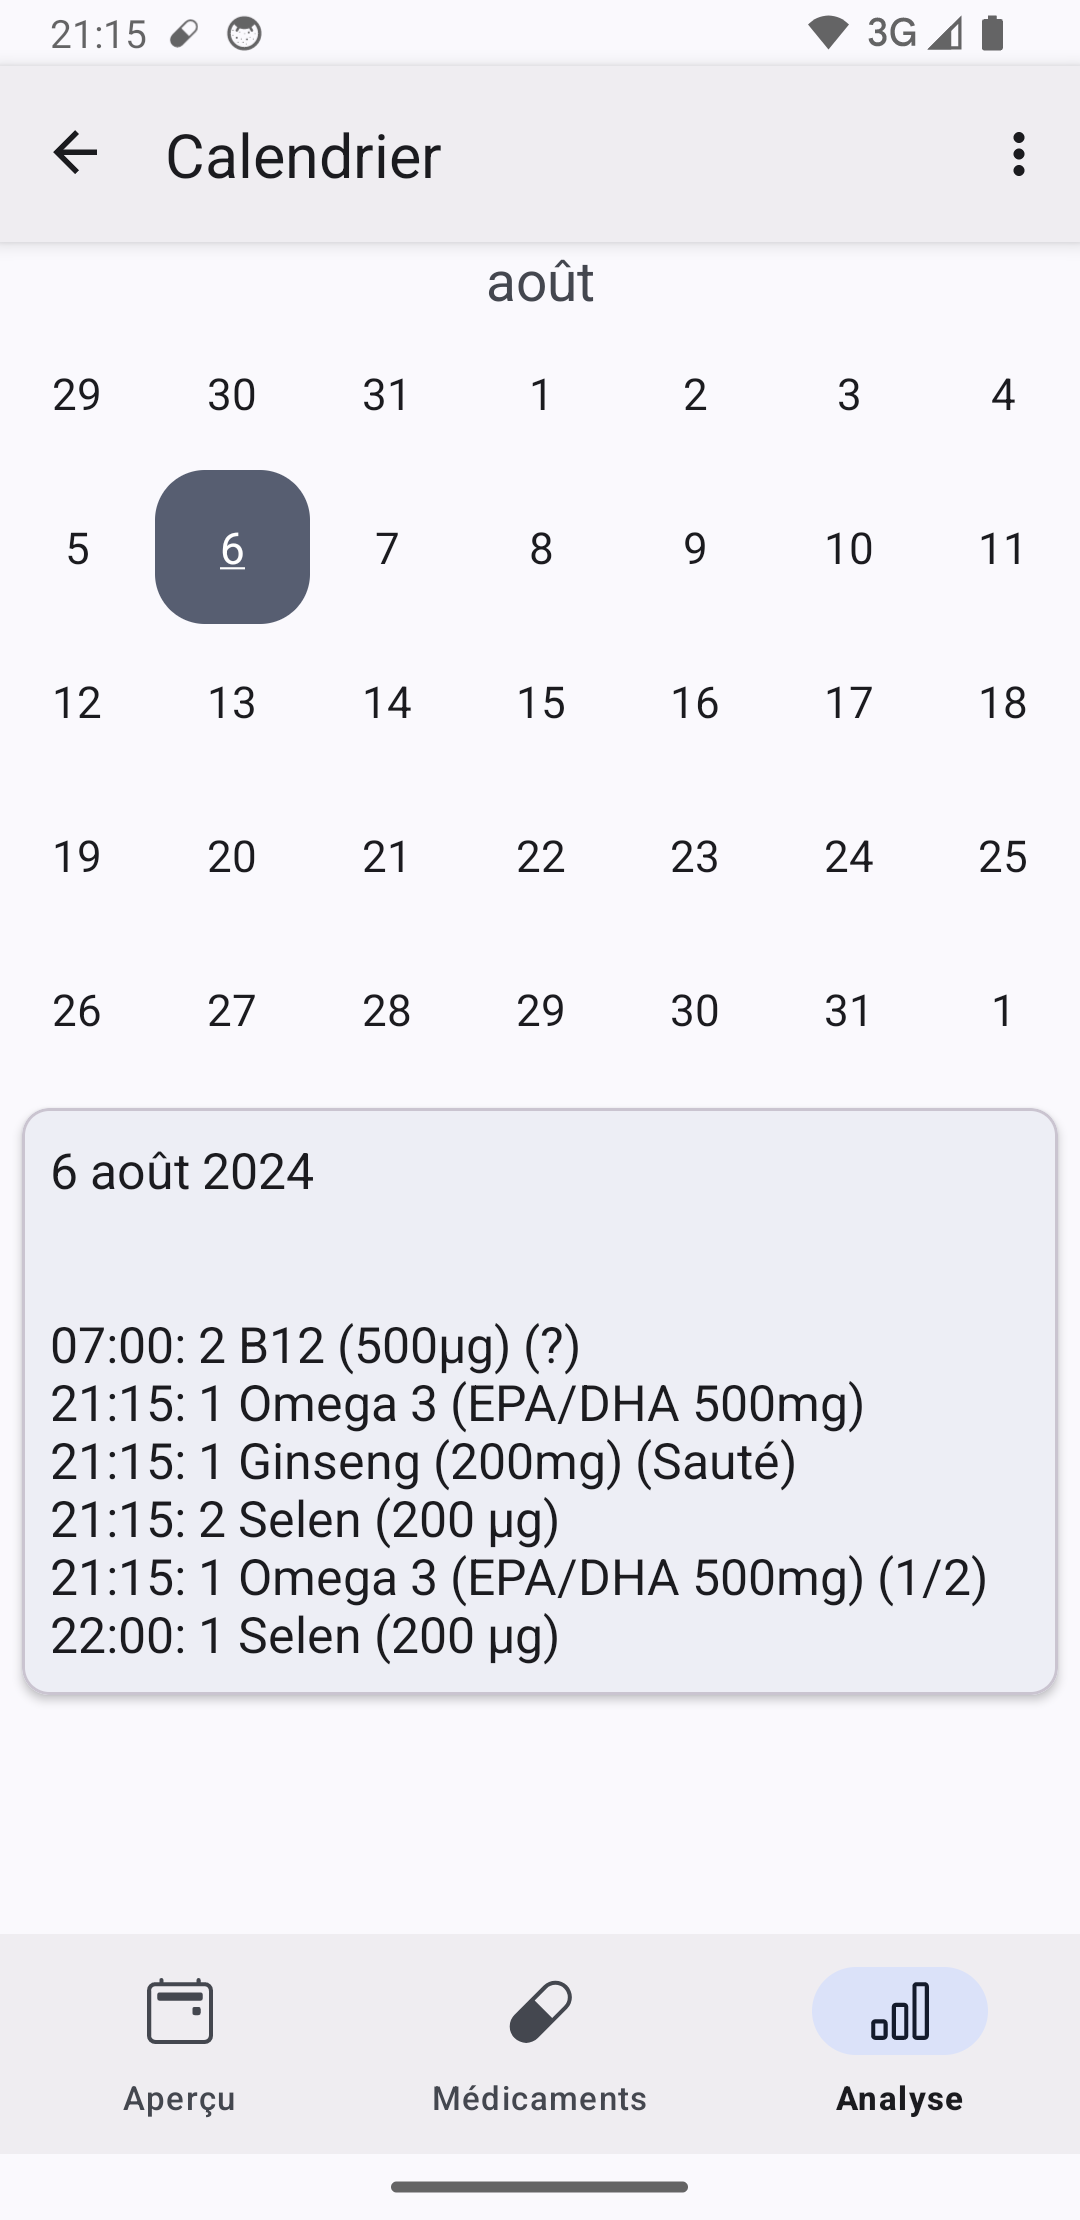 21:15 3G
Calendrier
août
29 30 31 1 2 3 4
5 6 7 8 9 10 11
12 13 14 15 16 17 18
19 20 21 22 23 24 25
26 27 28 29 30 31 1
6 août 2024
07:00: 2 B12 (500µg) (?)
21:15: 1 Omega 3 (EPA/DHA 500mg)
21:15: 1 Ginseng (200mg) (Sauté)
21:15: 2 Selen (200 µg)
21:15: 1 Omega 3 (EPA/DHA 500mg) (1/2)
22:00: 1 Selen (200 µg)
Aperçu Médicaments Analyse